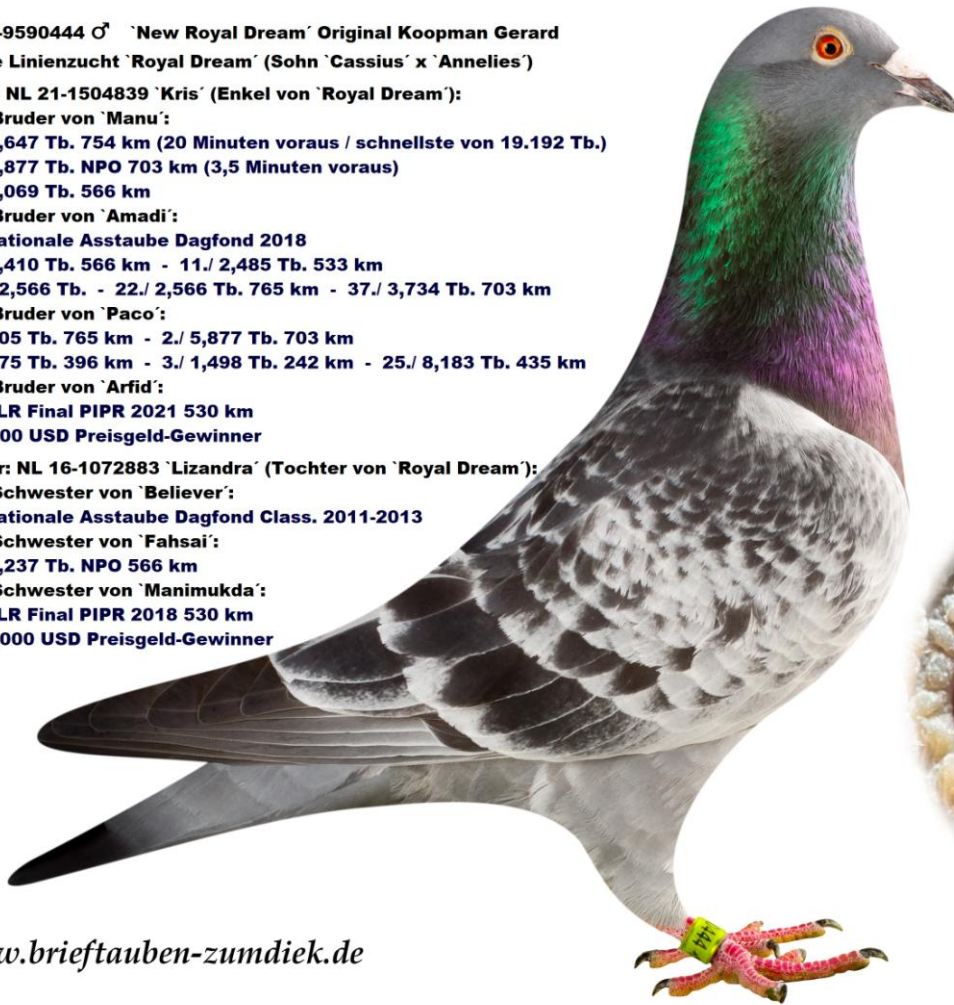 -9590444 ♂ `New Royal Dream´ Original Koopman Gerard
e Linienzucht `Royal Dream´ (Sohn `Cassius´ x `Annelies´)
NL 21-1504839 `Kris´ (Enkel von `Royal Dream´):
Bruder von `Manu´:
,647 Tb. 754 km (20 Minuten voraus / schnellste von 19.192 Tb.)
,877 Tb. NPO 703 km (3,5 Minuten voraus)
,069 Tb. 566 km
Bruder von `Amadi´:
ationale Asstaube Dagfond 2018
,410 Tb. 566 km - 11./ 2,485 Tb. 533 km
2,566 Tb. - 22./ 2,566 Tb. 765 km - 37./ 3,734 Tb. 703 km
Bruder von `Paco´:
05 Tb. 765 km - 2./ 5,877 Tb. 703 km
75 Tb. 396 km - 3./ 1,498 Tb. 242 km - 25./ 8,183 Tb. 435 km
Bruder von `Arfid´:
LR Final PIPR 2021 530 km
00 USD Preisgeld-Gewinner
r: NL 16-1072883 `Lizandra´ (Tochter von `Royal Dream´):
Schwester von `Believer´:
ationale Asstaube Dagfond Class. 2011-2013
Schwester von `Fahsai´:
,237 Tb. NPO 566 km
Schwester von `Manimukda´:
LR Final PIPR 2018 530 km
000 USD Preisgeld-Gewinner
w.brieftauben-zumdiek.de
444